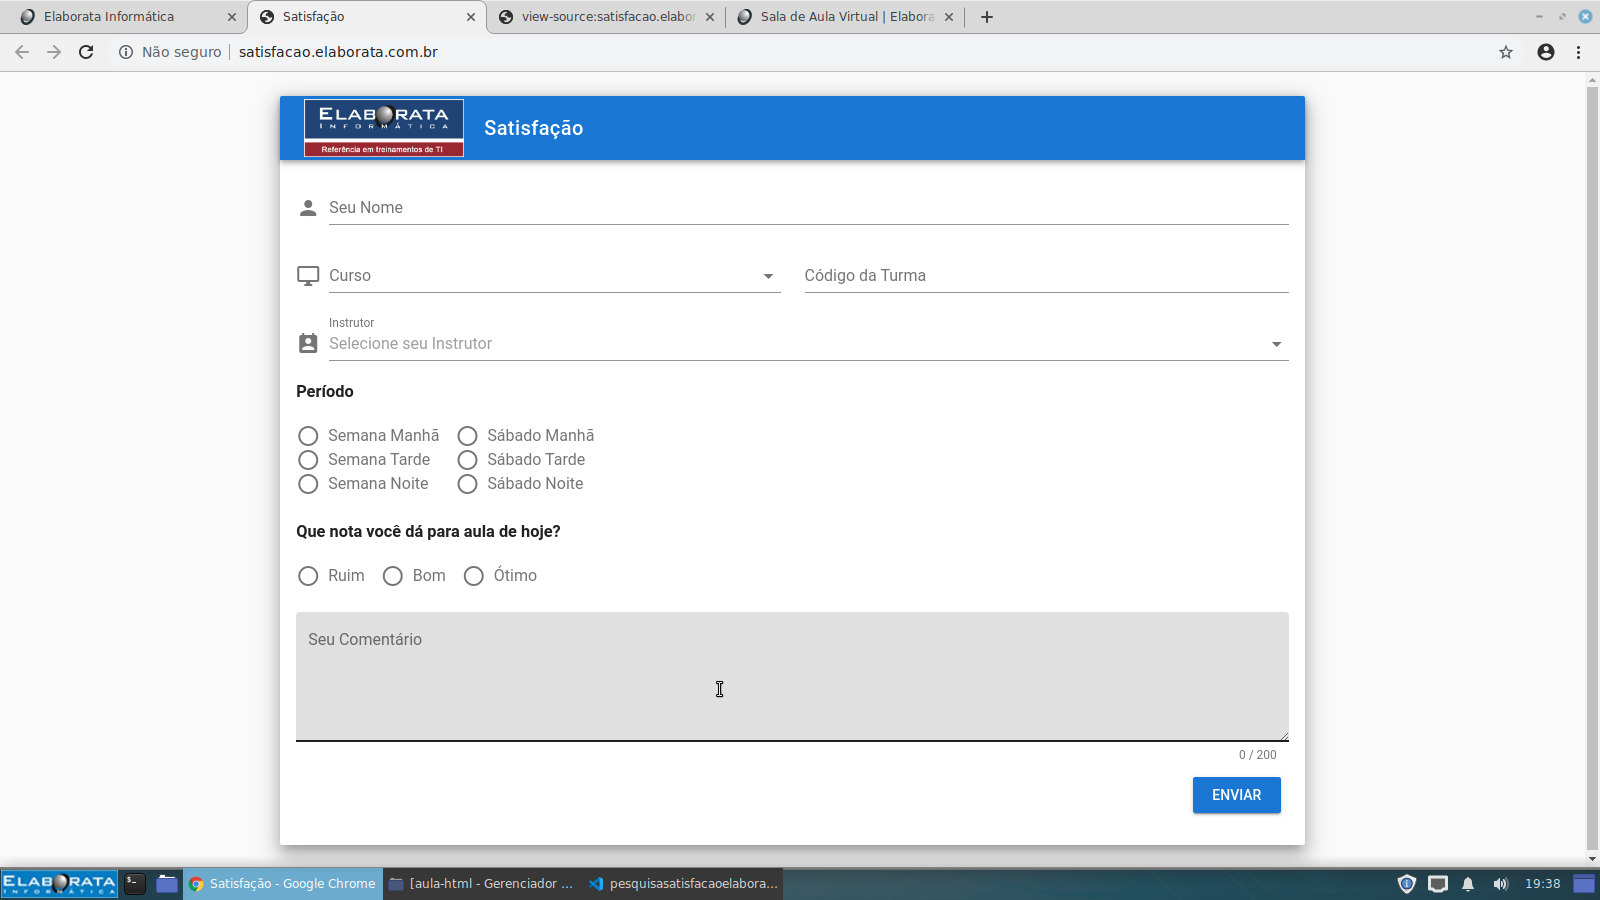 Elaborata Informática
Satisfação
view-source:satisfacao.elabor
Sala de Aula Virtual | Elabora
Não seguro
satisfacao.elaborata.com.br
ELABORATA
INFORMÁTICA
Referência em treinamentos de TI
Satisfação
Seu Nome
Curso
Código da Turma
Instrutor
Selecione seu Instrutor
Período
Semana Manhã
Sábado Manhã
Semana Tarde
Sábado Tarde
Semana Noite
Sábado Noite
Que nota você dá para aula de hoje?
Ruim
Bom
Ótimo
Seu Comentário
0 / 200
ENVIAR
ELABORATA
INFORMÁTICA
Satisfação - Google Chrome
[aula-html - Gerenciador ...
pesquisasatisfacaoelabora...
19:38